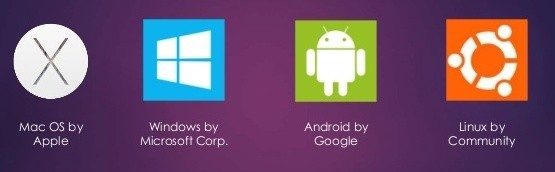 Mac OS by
Apple
Windows by
Microsoft Corp.
Android by
Google
Linux by
Community